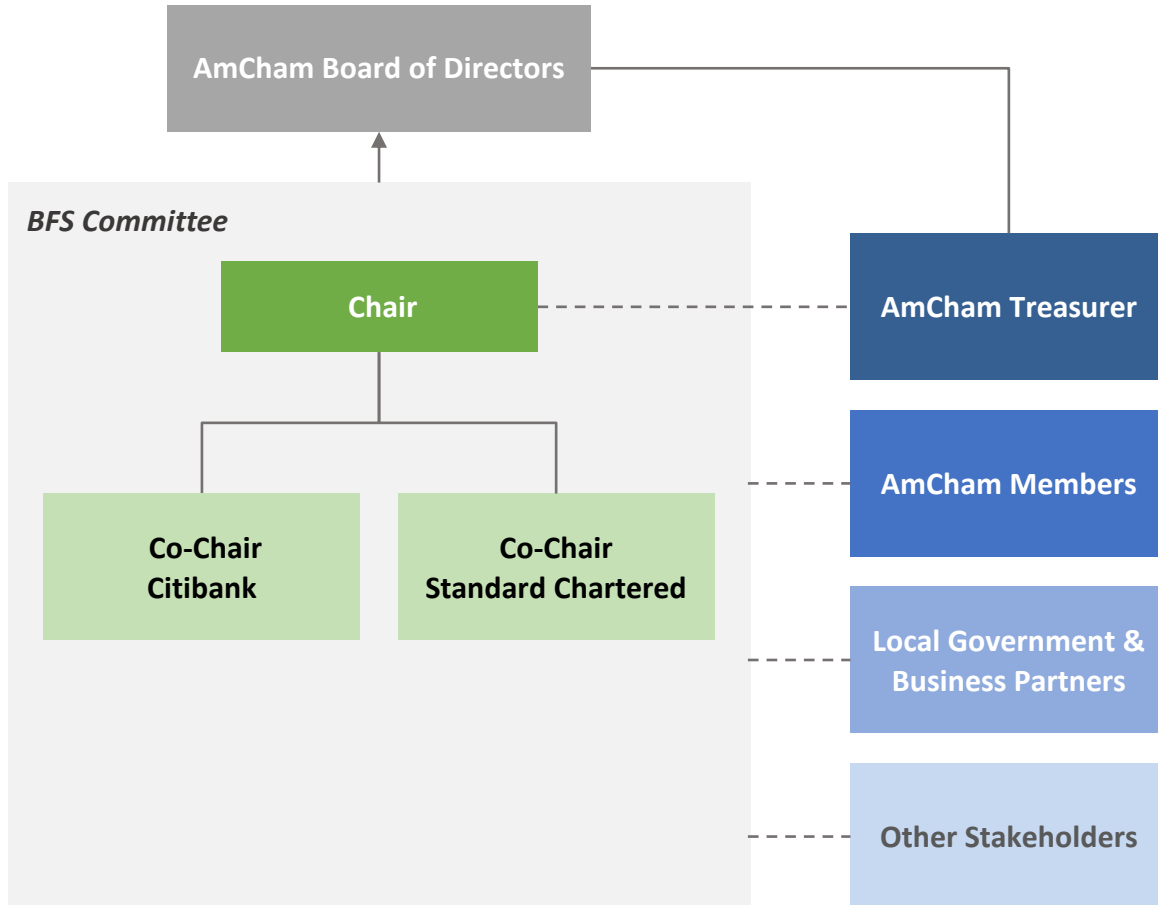 AmCham Board of Directors
BFS Committee
Chair
AmCham Treasurer
AmCham Members
Co-Chair
Citibank
Co-Chair
Standard Chartered
Local Government &
Business Partners
Other Stakeholders